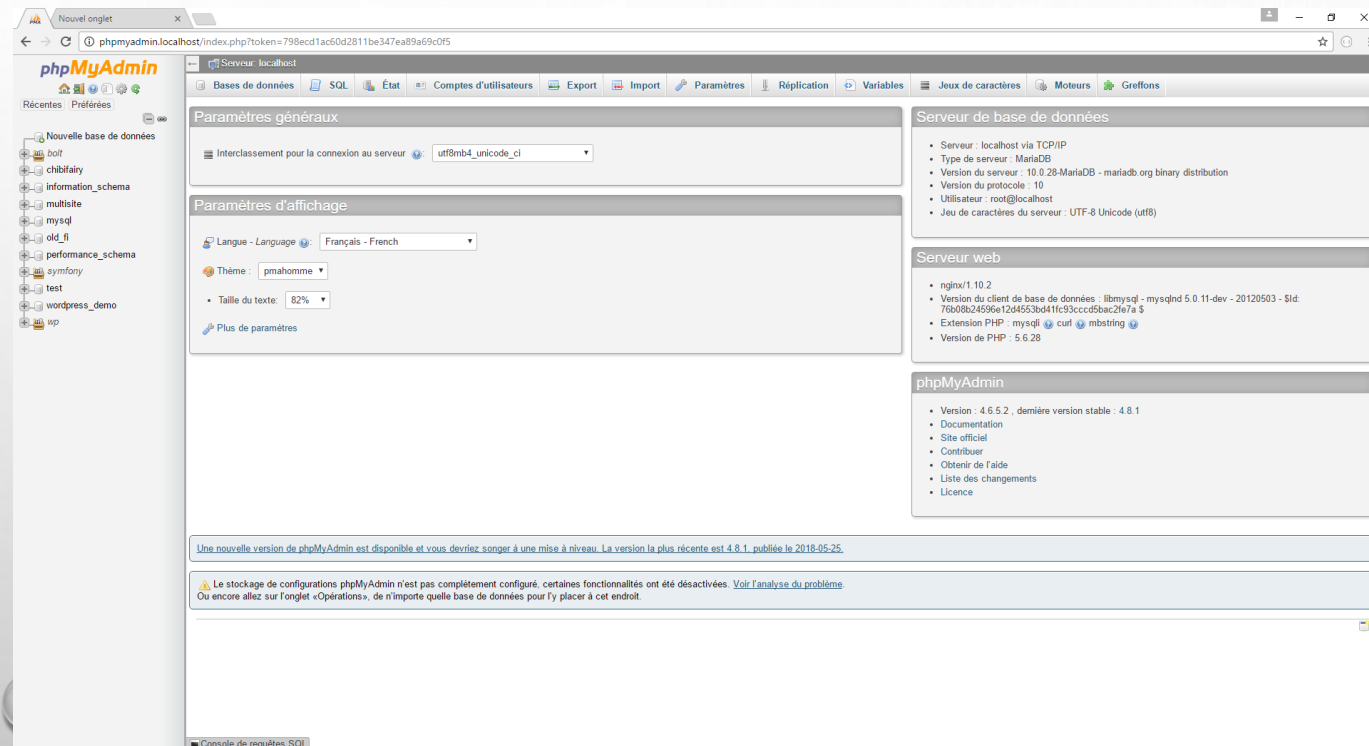 Nouvel onglet
phpmyadmin.localhost/index.php?token=798ecd1ac60d2811be347ea89a69c0f5
phpMyAdmin
Récentes Préférées
Nouvelle base de données
bolt
chibifairy
information_schema
multisite
mysql
old_fi
performance_schema
symfony
test
wordpress_demo
wp
Serveur: localhost
Bases de données SQL État Comptes d'utilisateurs Export Import Paramètres Réplication Variables Jeux de caractères Moteurs Greffons
Paramètres généraux
Interclassement pour la connexion au serveur : utf8mb4_unicode_ci
Paramètres d'affichage
Langue - Language : Français - French
Thème : pmahomme
Taille du texte: 82%
Plus de paramètres
Serveur de base de données
Serveur : localhost via TCP/IP
Type de serveur : MariaDB
Version du serveur : 10.0.28-MariaDB - mariadb.org binary distribution
Version du protocole : 10
Utilisateur : root@localhost
Jeu de caractères du serveur : UTF-8 Unicode (utf8)
Serveur web
nginx/1.10.2
Version du client de base de données : libmysql - mysqlnd 5.0.11-dev - 20120503 - $Id:
76b08b24596e12d4553bd41fc93cccd5bac2fe7a $
Extension PHP : mysqli curl mbstring
Version de PHP : 5.6.28
phpMyAdmin
Version : 4.6.5.2 , dernière version stable : 4.8.1
Documentation
Site officiel
Contribuer
Obtenir de l'aide
Liste des changements
Licence
Une nouvelle version de phpMyAdmin est disponible et vous devriez songer à une mise à niveau. La version la plus récente est 4.8.1, publiée le 2018-05-25.
Le stockage de configurations phpMyAdmin n'est pas complètement configuré, certaines fonctionnalités ont été désactivées. Voir l'analyse du problème.
Ou encore allez sur l'onglet «Opérations», de n'importe quelle base de données pour l'y placer à cet endroit.
Console de requêtes SQL